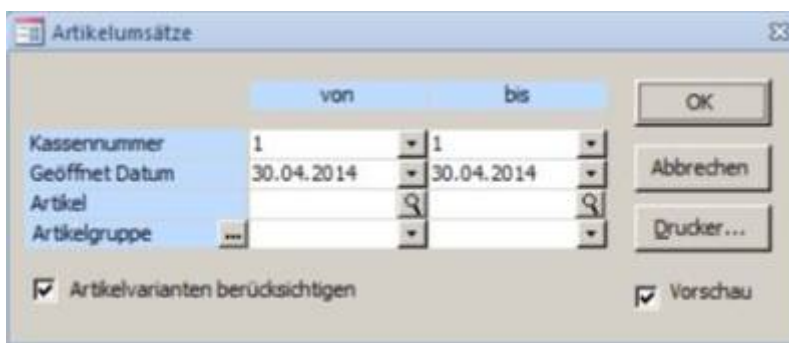 Artikelumsätze
von bis
OK
Kassennummer 1 1
Geöffnet Datum 30.04.2014 30.04.2014
Abbrechen
Artikel
Artikelgruppe ...
Drucker...
Artikelvarianten berücksichtigen
Vorschau